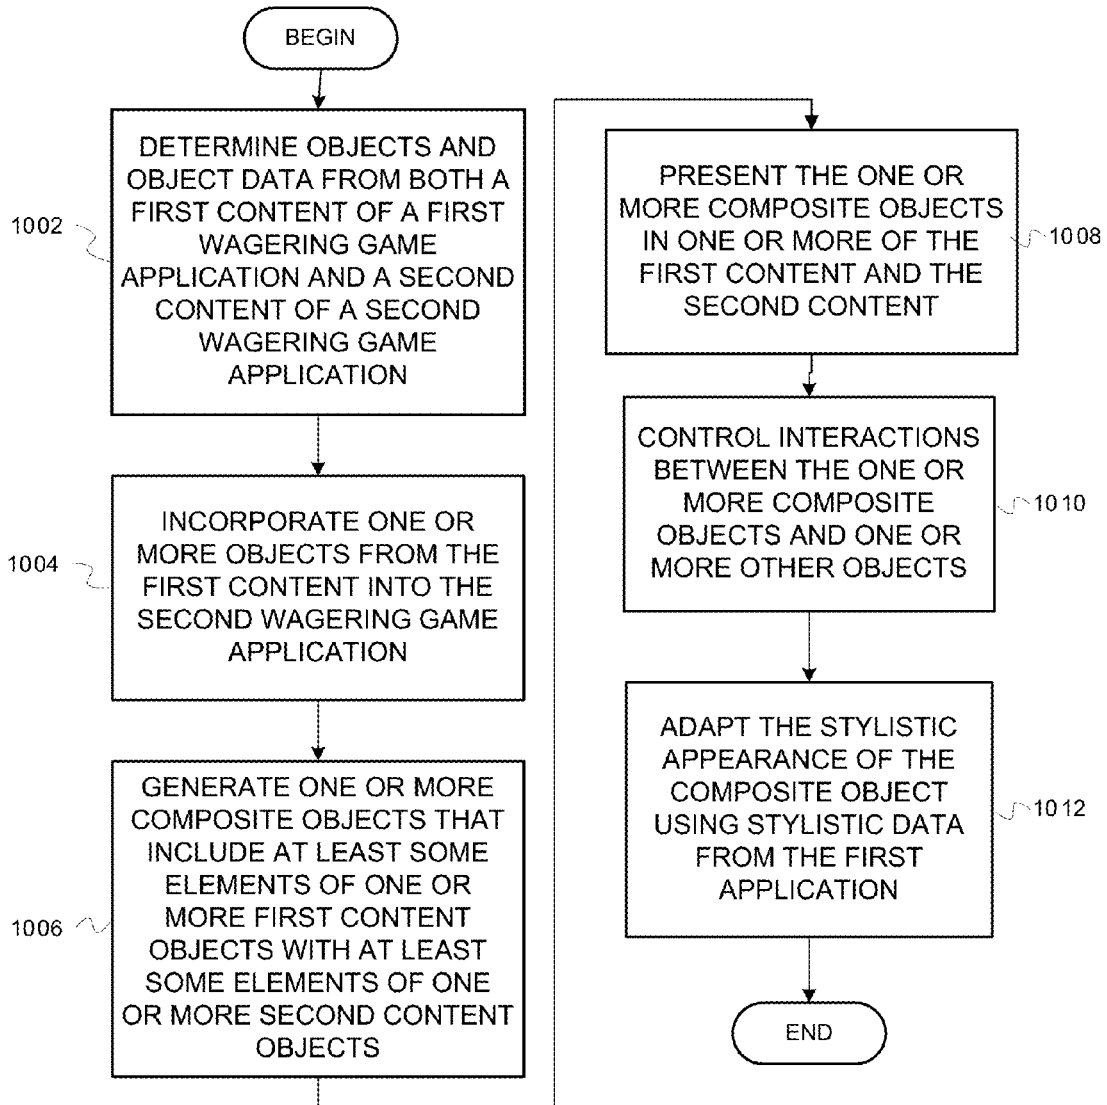 BEGIN
DETERMINE OBJECTS AND
OBJECT DATA FROM BOTH A
FIRST CONTENT OF A FIRST
WAGERING GAME
APPLICATION AND A SECOND
CONTENT OF A SECOND
WAGERING GAME
APPLICATION
1002
INCORPORATE ONE OR
MORE OBJECTS FROM THE
FIRST CONTENT INTO THE
SECOND WAGERING GAME
APPLICATION
1004
GENERATE ONE OR MORE
COMPOSITE OBJECTS THAT
INCLUDE AT LEAST SOME
ELEMENTS OF ONE OR
MORE FIRST CONTENT
OBJECTS WITH AT LEAST
SOME ELEMENTS OF ONE
OR MORE SECOND CONTENT
OBJECTS
1006
PRESENT THE ONE OR
MORE COMPOSITE OBJECTS
IN ONE OR MORE OF THE
FIRST CONTENT AND THE
SECOND CONTENT
1008
CONTROL INTERACTIONS
BETWEEN THE ONE OR
MORE COMPOSITE
OBJECTS AND ONE OR
MORE OTHER OBJECTS
1010
ADAPT THE STYLISTIC
APPEARANCE OF THE
COMPOSITE OBJECT
USING STYLISTIC DATA
FROM THE FIRST
APPLICATION
1012
END